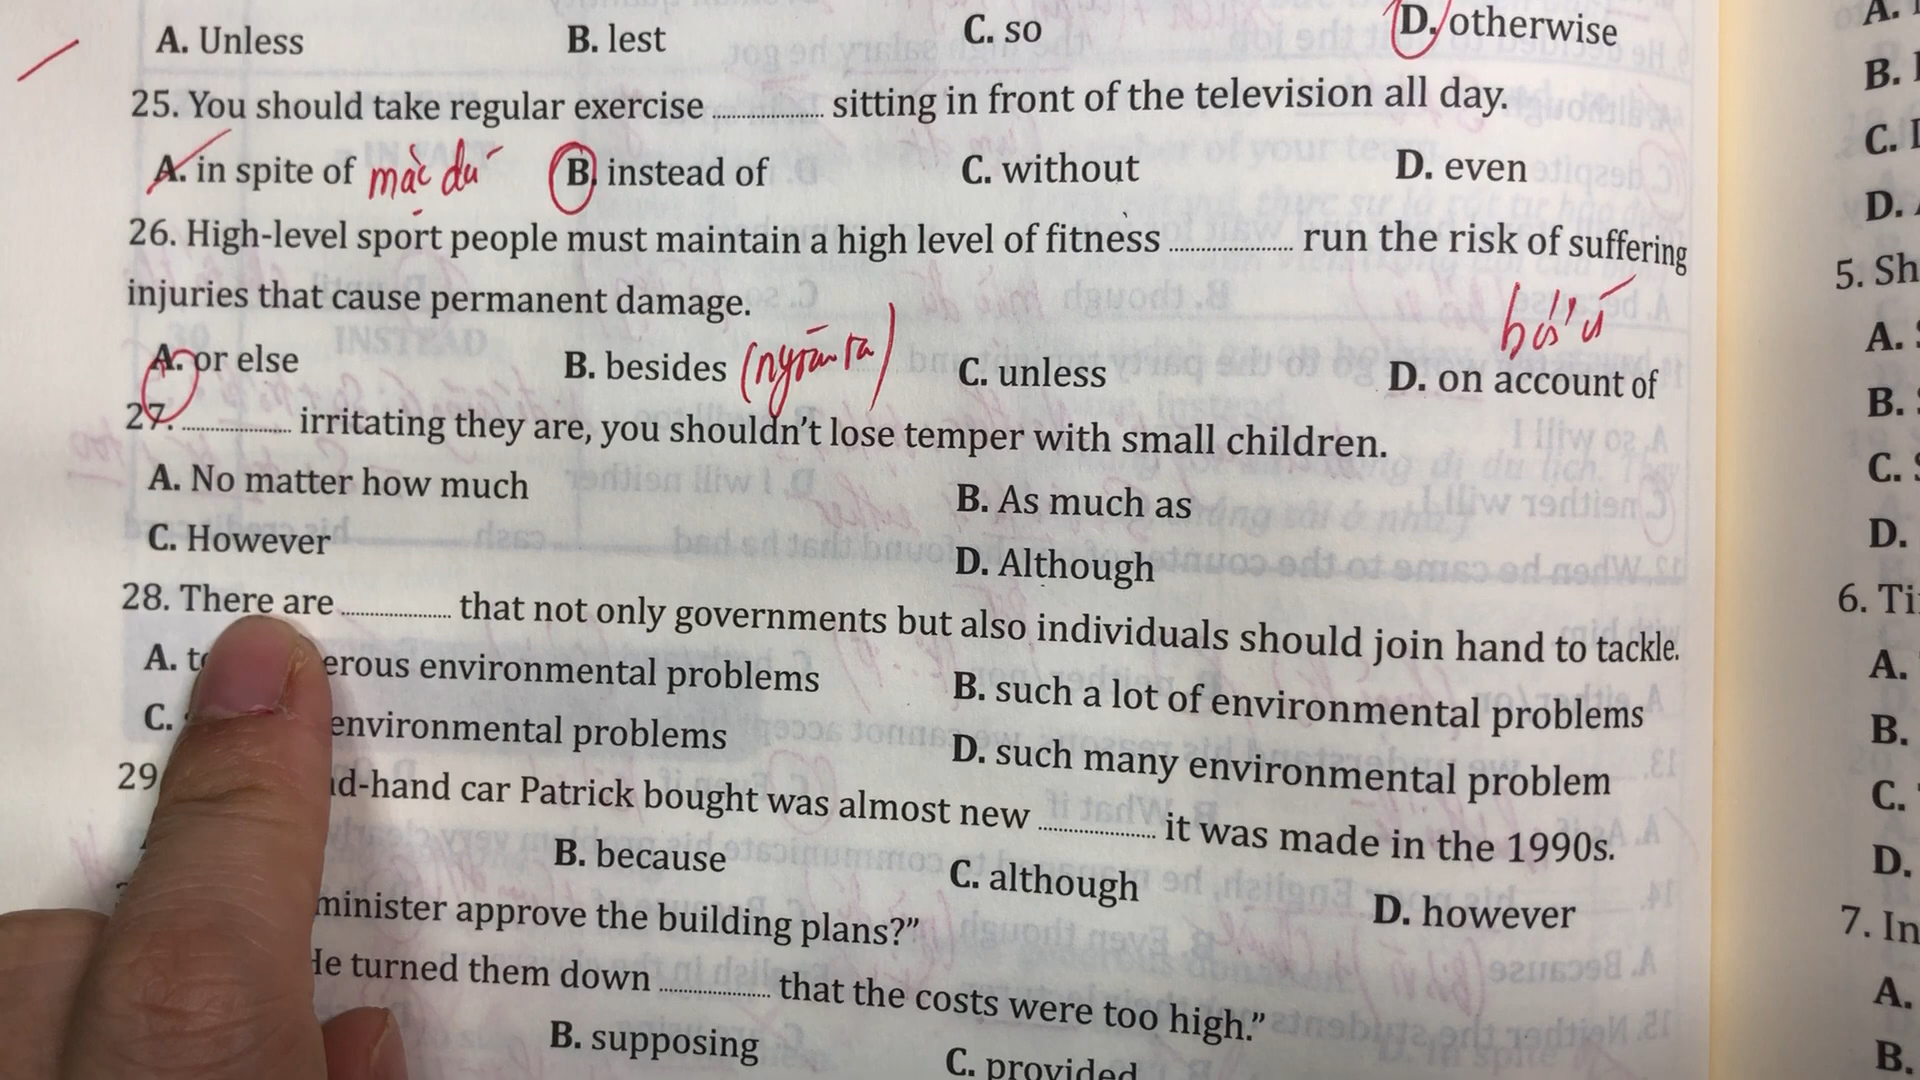 A. Unless B. lest C. so D. otherwise
25. You should take regular exercise .................... sitting in front of the television all day.
A. in spite of mặc dù B. instead of C. without D. even
26. High-level sport people must maintain a high level of fitness .................... run the risk of suffering
injuries that cause permanent damage.
bởi vì
A. or else B. besides (ngoài ra) C. unless D. on account of
27. .................... irritating they are, you shouldn't lose temper with small children.
A. No matter how much B. As much as
C. However D. Although
28. There are .................... that not only governments but also individuals should join hand to tackle.
A. erous environmental problems B. such a lot of environmental problems
C. environmental problems D. such many environmental problem
29 d-hand car Patrick bought was almost new .................... it was made in the 1990s.
B. because C. although D. however
minister approve the building plans?"
He turned them down .................... that the costs were too high."
B. supposing C. provided
A.
B.
C.
D.
5. Sh
A.
B.
C.
D.
6. Ti
A.
B.
C.
D.
7. In
A.
B.